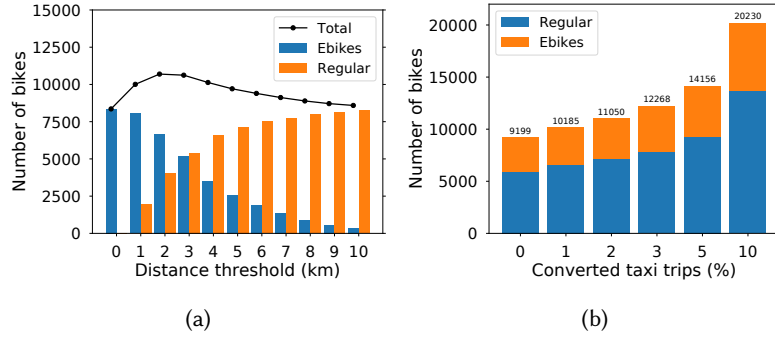 15000
12500
10000
7500
5000
2500
0
Number of bikes
Total
Ebikes
Regular
0 1 2 3 4 5 6 7 8 9 10
Distance threshold (km)
(a)
20000
15000
10000
5000
0
Number of bikes
Regular
Ebikes
9199 10185 11050 12268 14156 20230
0 1 2 3 5 10
Converted taxi trips (%)
(b)